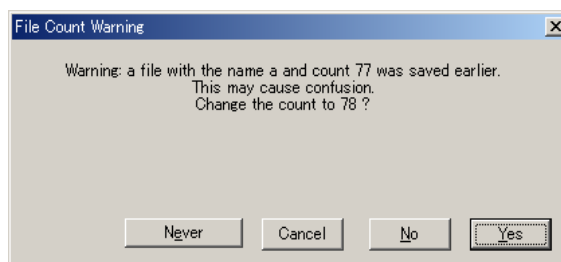 File Count Warning
Warning: a file with the name a and count 77 was saved earlier.
This may cause confusion.
Change the count to 78 ?
Never Cancel No Yes